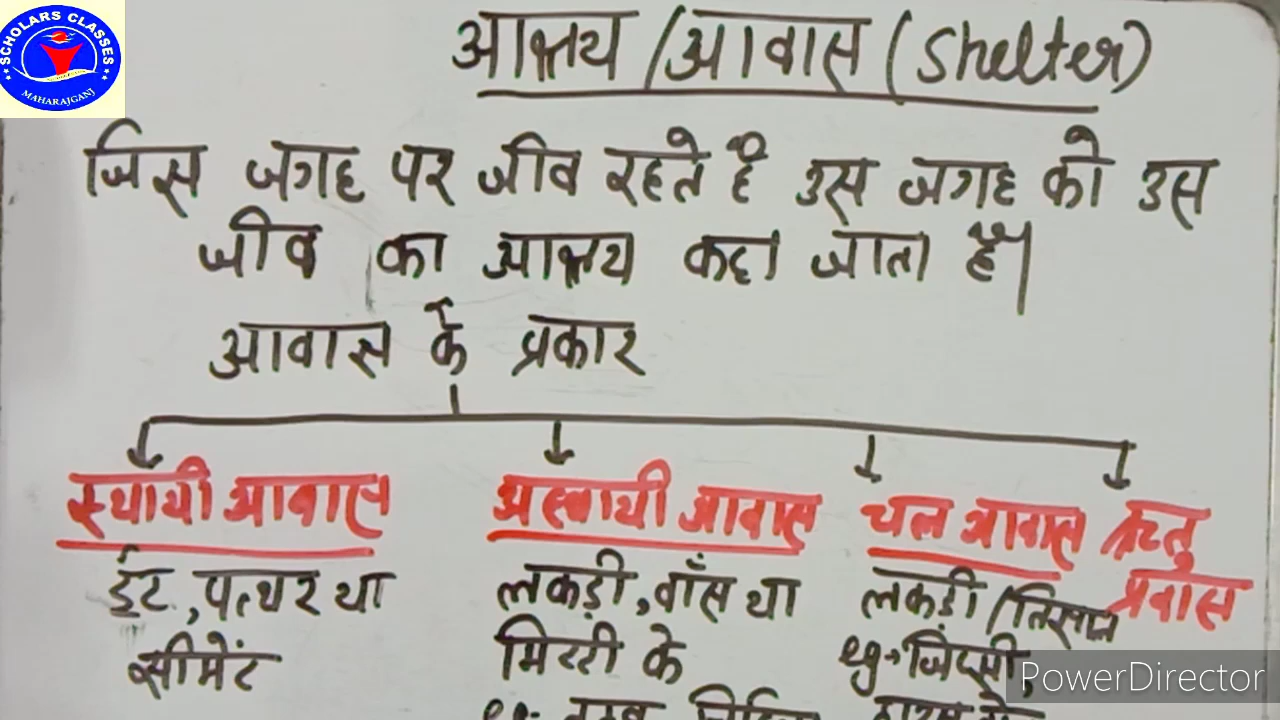 SCHOLARS CLASSES
MAHARAJGANJ
आश्रय / आवास ( Shelter )
जिस जगह पर जीव रहते हैं उस जगह को उस
जीव का आश्रय कहा जाता है।
आवास के प्रकार
स्थायी आवास अस्थायी आवास चल आवास ऋतु
प्रवास
ईंट, पत्थर या लकड़ी, बाँस या लकड़ी /
सीमेंट मिट्टी के eg→
eg-
PowerDirector